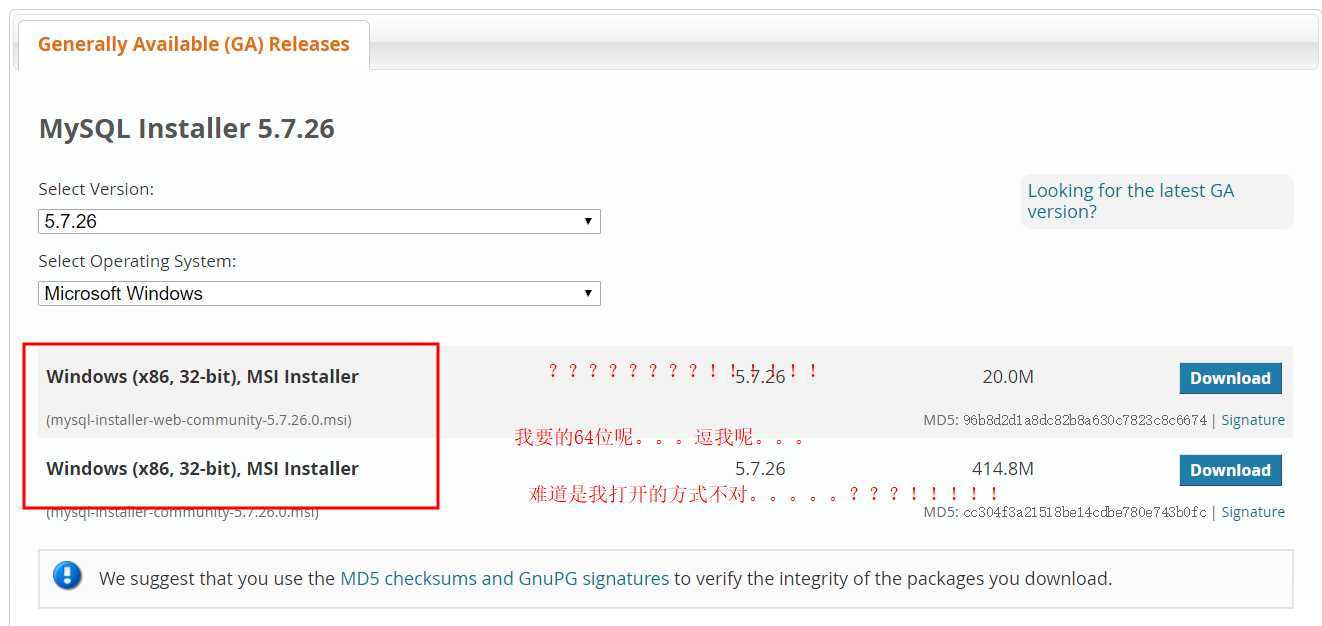 Generally Available (GA) Releases
MySQL Installer 5.7.26
Select Version:
5.7.26
Looking for the latest GA
version?
Select Operating System:
Microsoft Windows
？？？？？？？？！！！！！！
Windows (x86, 32-bit), MSI Installer 5.7.26 20.0M Download
(mysql-installer-web-community-5.7.26.0.msi) MD5: 96b8d2d1a8dc82b8a630c7823c8c6674 | Signature
我要的64位呢。。。逗我呢。。。
Windows (x86, 32-bit), MSI Installer 5.7.26 414.8M Download
难道是我打开的方式不对。。。。。？？？！！！！！
(mysql-installer-community-5.7.26.0.msi) MD5: cc304f3a21518be14cdbe780e743b0fc | Signature
We suggest that you use the MD5 checksums and GnuPG signatures to verify the integrity of the packages you download.